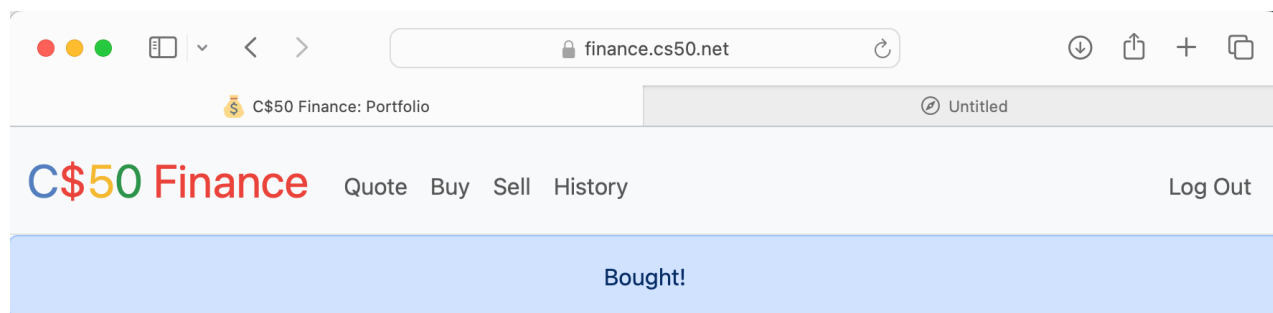 finance.cs50.net
C$50 Finance: Portfolio
Untitled
C$50 Finance Quote Buy Sell History Log Out
Bought!